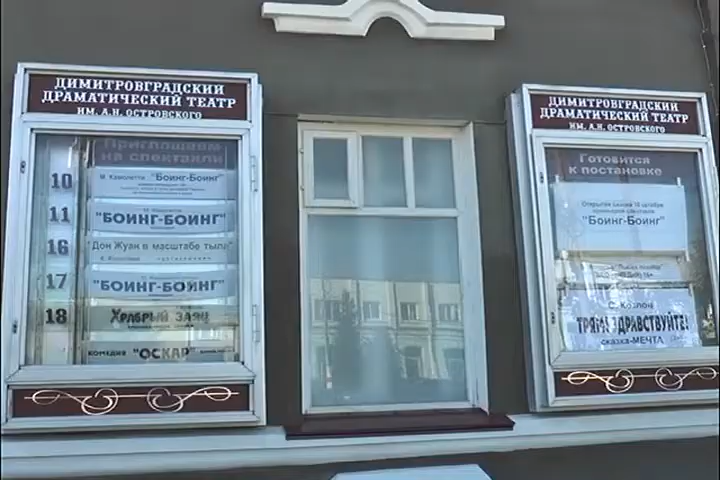 ДИМИТРОВГРАДСКИЙ
ДРАМАТИЧЕСКИЙ ТЕАТР
ИМ. А.Н. ОСТРОВСКОГО
Приглашаем
на спектакли
10 "Боинг-Боинг"
11 "БОИНГ-БОИНГ"
16 "Дон Жуан в масштабе тыла"
17 "БОИНГ-БОИНГ"
18 Храбрый заяц
КОМЕДИЯ "ОСКАР"
ДИМИТРОВГРАДСКИЙ
ДРАМАТИЧЕСКИЙ ТЕАТР
ИМ. А.Н. ОСТРОВСКОГО
Готовится
к постановке
"Боинг-Боинг"
С. Козлов
ТРЯМ! ЗДРАВСТВУЙТЕ!
сказка-МЕЧТА